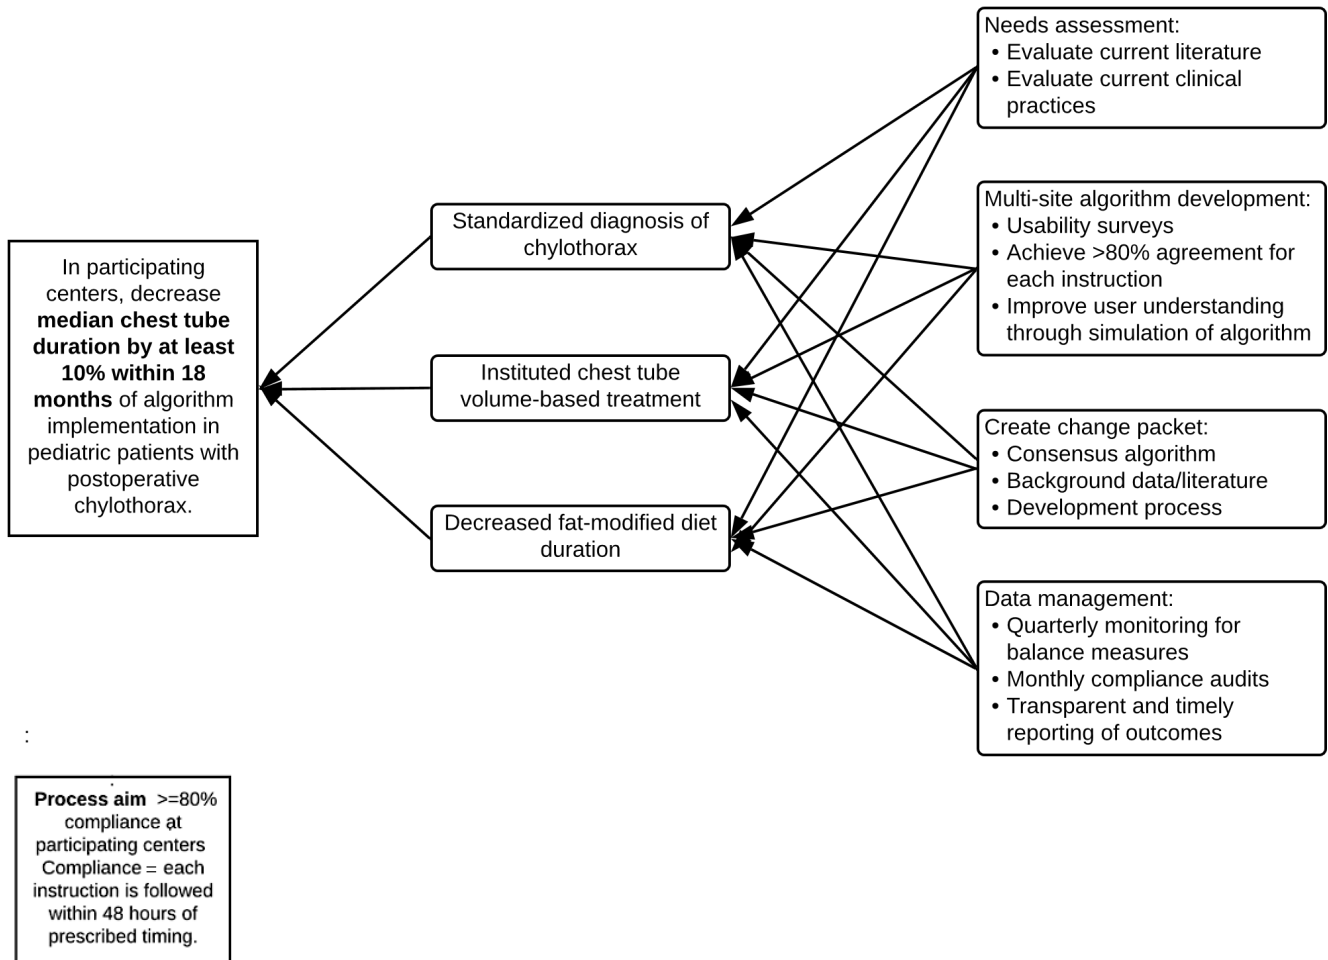 In participating
centers, decrease
median chest tube
duration by at least
10% within 18
months of algorithm
implementation in
pediatric patients with
postoperative
chylothorax.
Standardized diagnosis of
chylothorax
Instituted chest tube
volume-based treatment
Decreased fat-modified diet
duration
Needs assessment:
• Evaluate current literature
• Evaluate current clinical
practices
Multi-site algorithm development:
• Usability surveys
• Achieve >80% agreement for
each instruction
• Improve user understanding
through simulation of algorithm
Create change packet:
• Consensus algorithm
• Background data/literature
• Development process
Data management:
• Quarterly monitoring for
balance measures
• Monthly compliance audits
• Transparent and timely
reporting of outcomes
:
Process aim >=80%
compliance at
participating centers
Compliance = each
instruction is followed
within 48 hours of
prescribed timing.